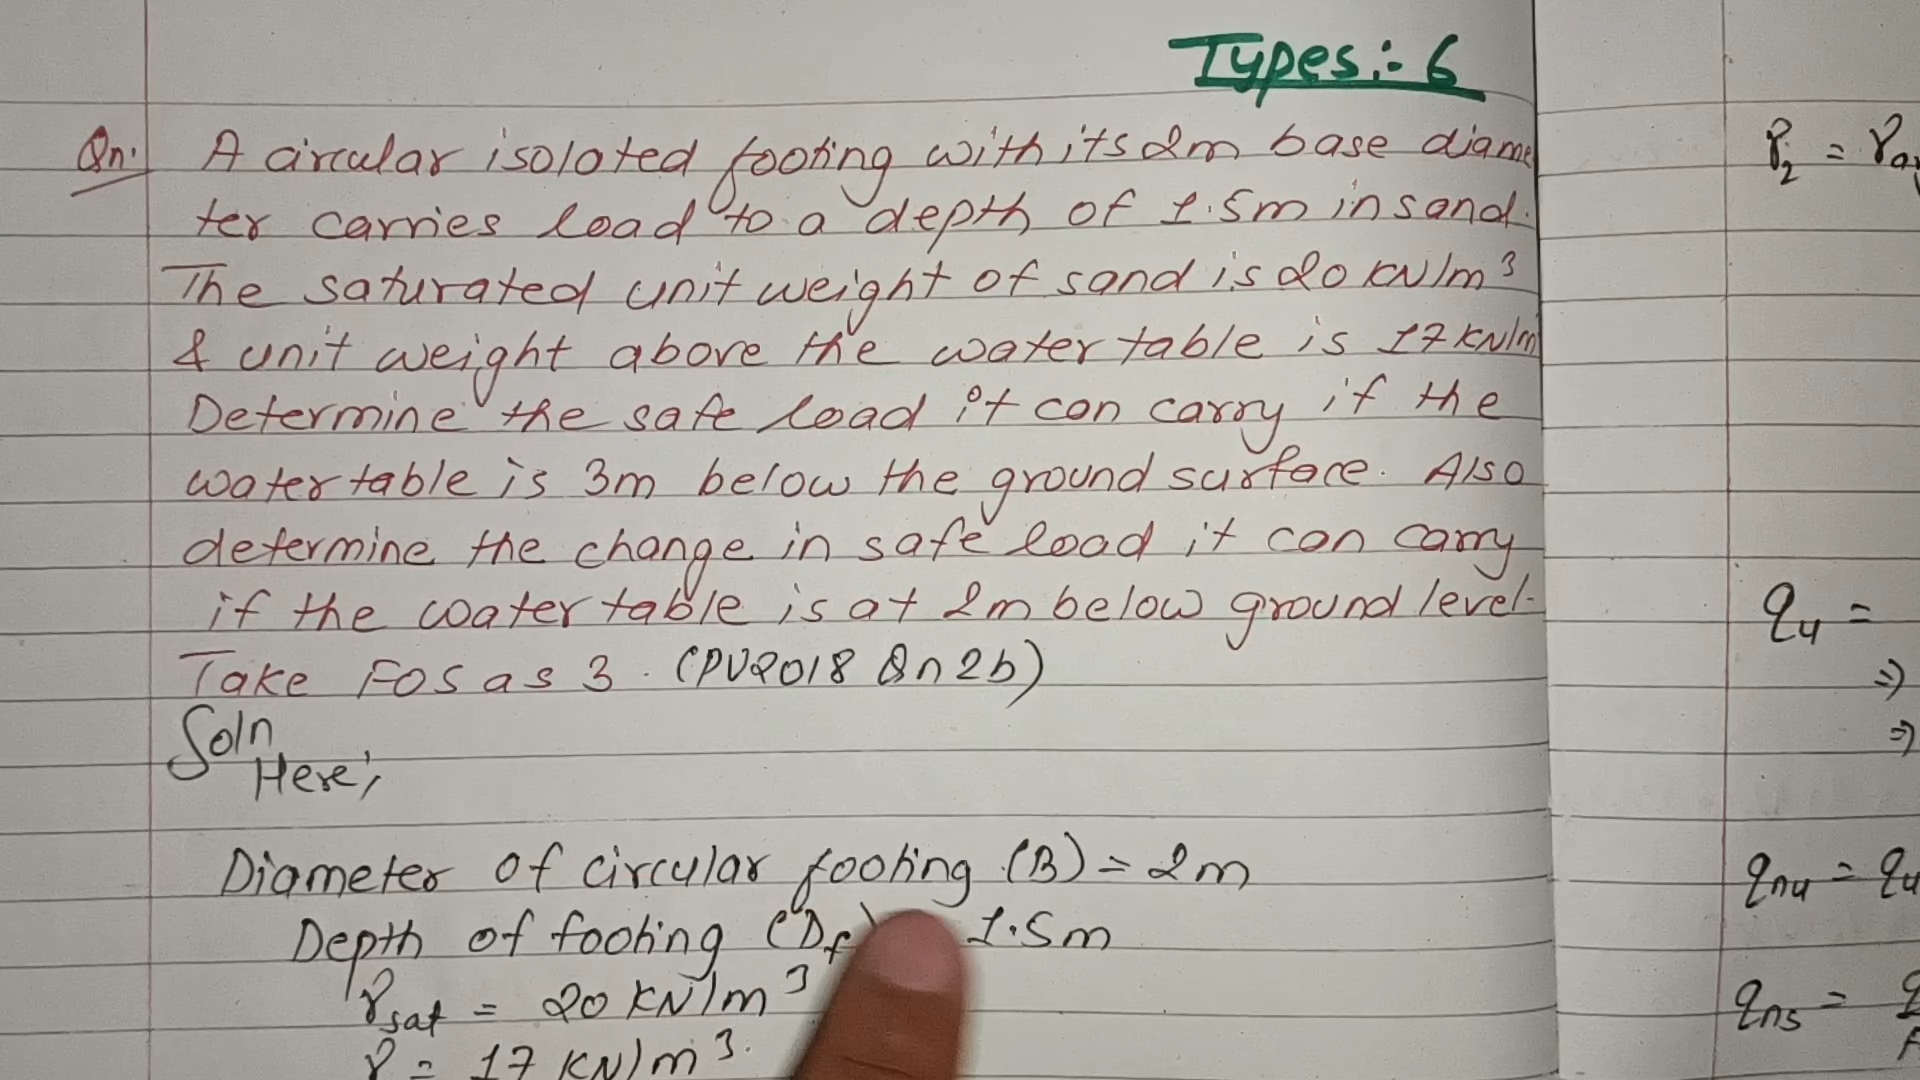 Types:- 6
Qn. A circular isolated footing with its 2m base diame
ter carries load to a depth of 1.5m in sand.
The saturated unit weight of sand is 20 KN/m³
& unit weight above the water table is 17 KN/m
Determine the safe load it can carry if the
water table is 3m below the ground surface. Also
determine the change in safe load it can carry
if the water table is at 2m below ground level.
Take FOS as 3. (PU2018 Qn 2b)
Soln
Here;
Diameter of circular footing (B) = 2m
Depth of footing (Df) 1.5m
γsat = 20 KN/m³
γ = 17 KN/m³.
γ2 = γav
qu =
⇒
⇒
qnu = qu
qns =